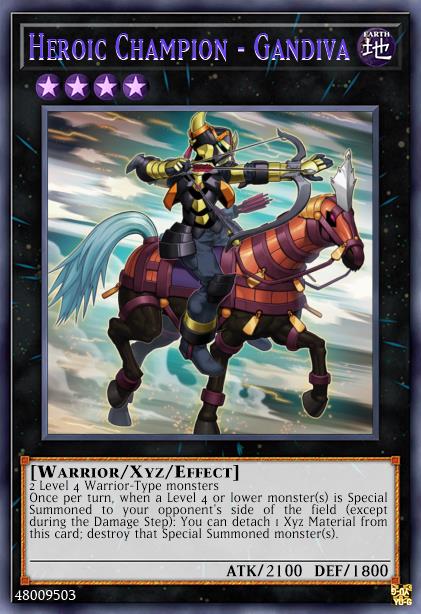 Heroic Champion - Gandiva
EARTH
地
[Warrior/Xyz/Effect]
2 Level 4 Warrior-Type monsters
Once per turn, when a Level 4 or lower monster(s) is Special
Summoned to your opponent's side of the field (except
during the Damage Step): You can detach 1 Xyz Material from
this card; destroy that Special Summoned monster(s).
ATK/2100 DEF/1800
48009503